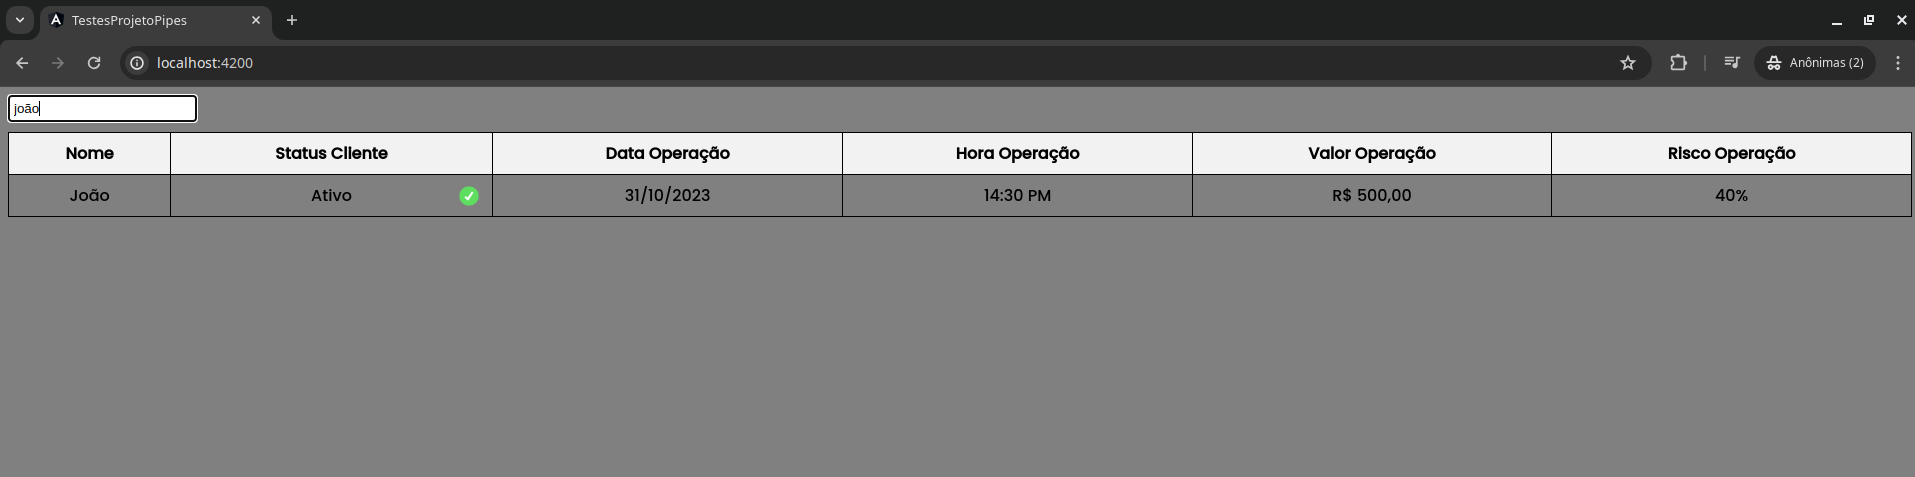 TestesProjetoPipes
localhost:4200
Anônimas (2)
joão
Nome Status Cliente Data Operação Hora Operação Valor Operação Risco Operação
João Ativo 31/10/2023 14:30 PM R$ 500,00 40%